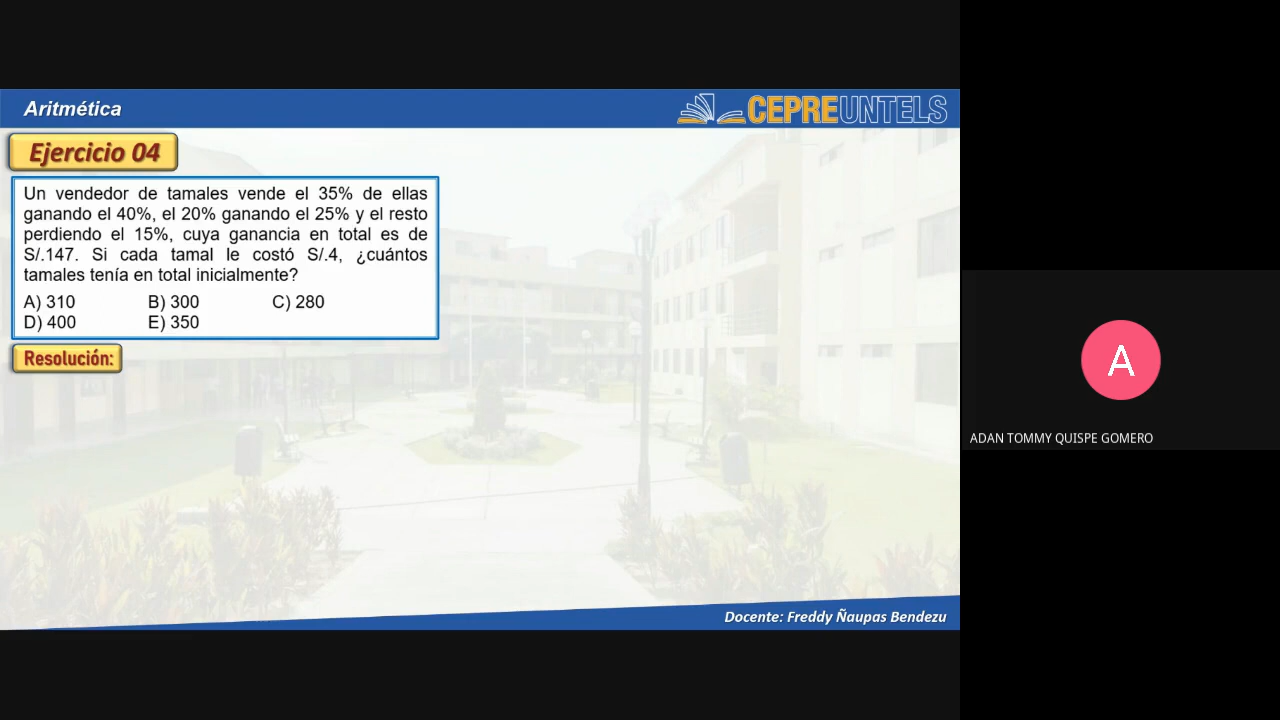 Aritmética
CEPREUNTELS
Ejercicio 04
Un vendedor de tamales vende el 35% de ellas
ganando el 40%, el 20% ganando el 25% y el resto
perdiendo el 15%, cuya ganancia en total es de
S/.147. Si cada tamal le costó S/.4, ¿cuántos
tamales tenía en total inicialmente?
A) 310 B) 300 C) 280
D) 400 E) 350
Resolución:
A
ADAN TOMMY QUISPE GOMERO
Docente: Freddy Ñaupas Bendezu